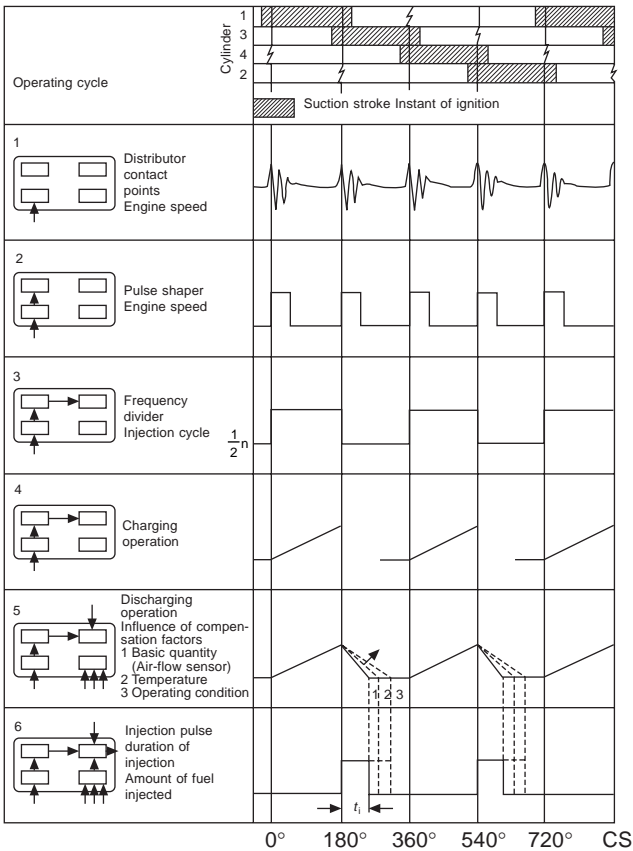 Cylinder
1
3
4
2
Operating cycle
Suction stroke Instant of ignition
1
Distributor
contact
points
Engine speed
2
Pulse shaper
Engine speed
3
Frequency
divider
Injection cycle
1/2 n
4
Charging
operation
5
Discharging
operation
Influence of compen-
sation factors
1 Basic quantity
(Air-flow sensor)
2 Temperature
3 Operating condition
1 2 3
6
Injection pulse
duration of
injection
Amount of fuel
injected
ti
0° 180° 360° 540° 720° CS